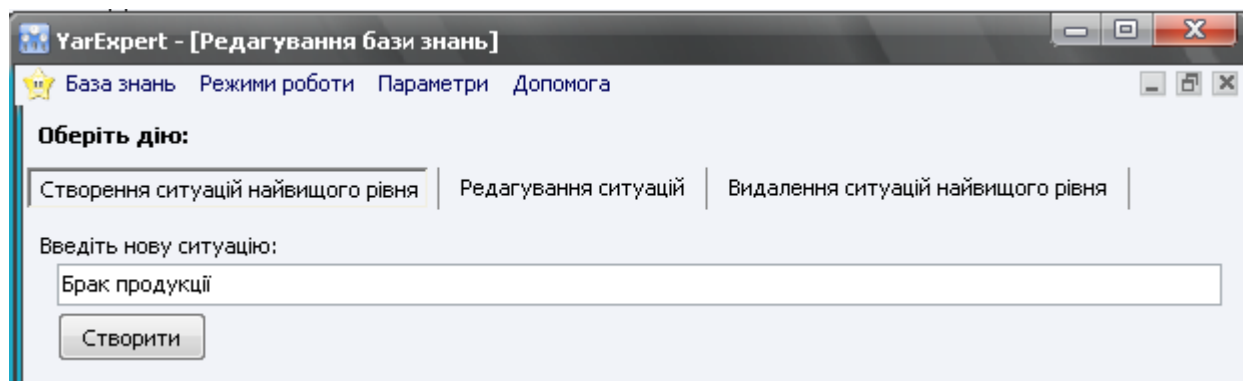 YarExpert - [Редагування бази знань]
База знань Режими роботи Параметри Допомога
Оберіть дію:
Створення ситуацій найвищого рівня Редагування ситуацій Видалення ситуацій найвищого рівня
Введіть нову ситуацію:
Брак продукції
Створити